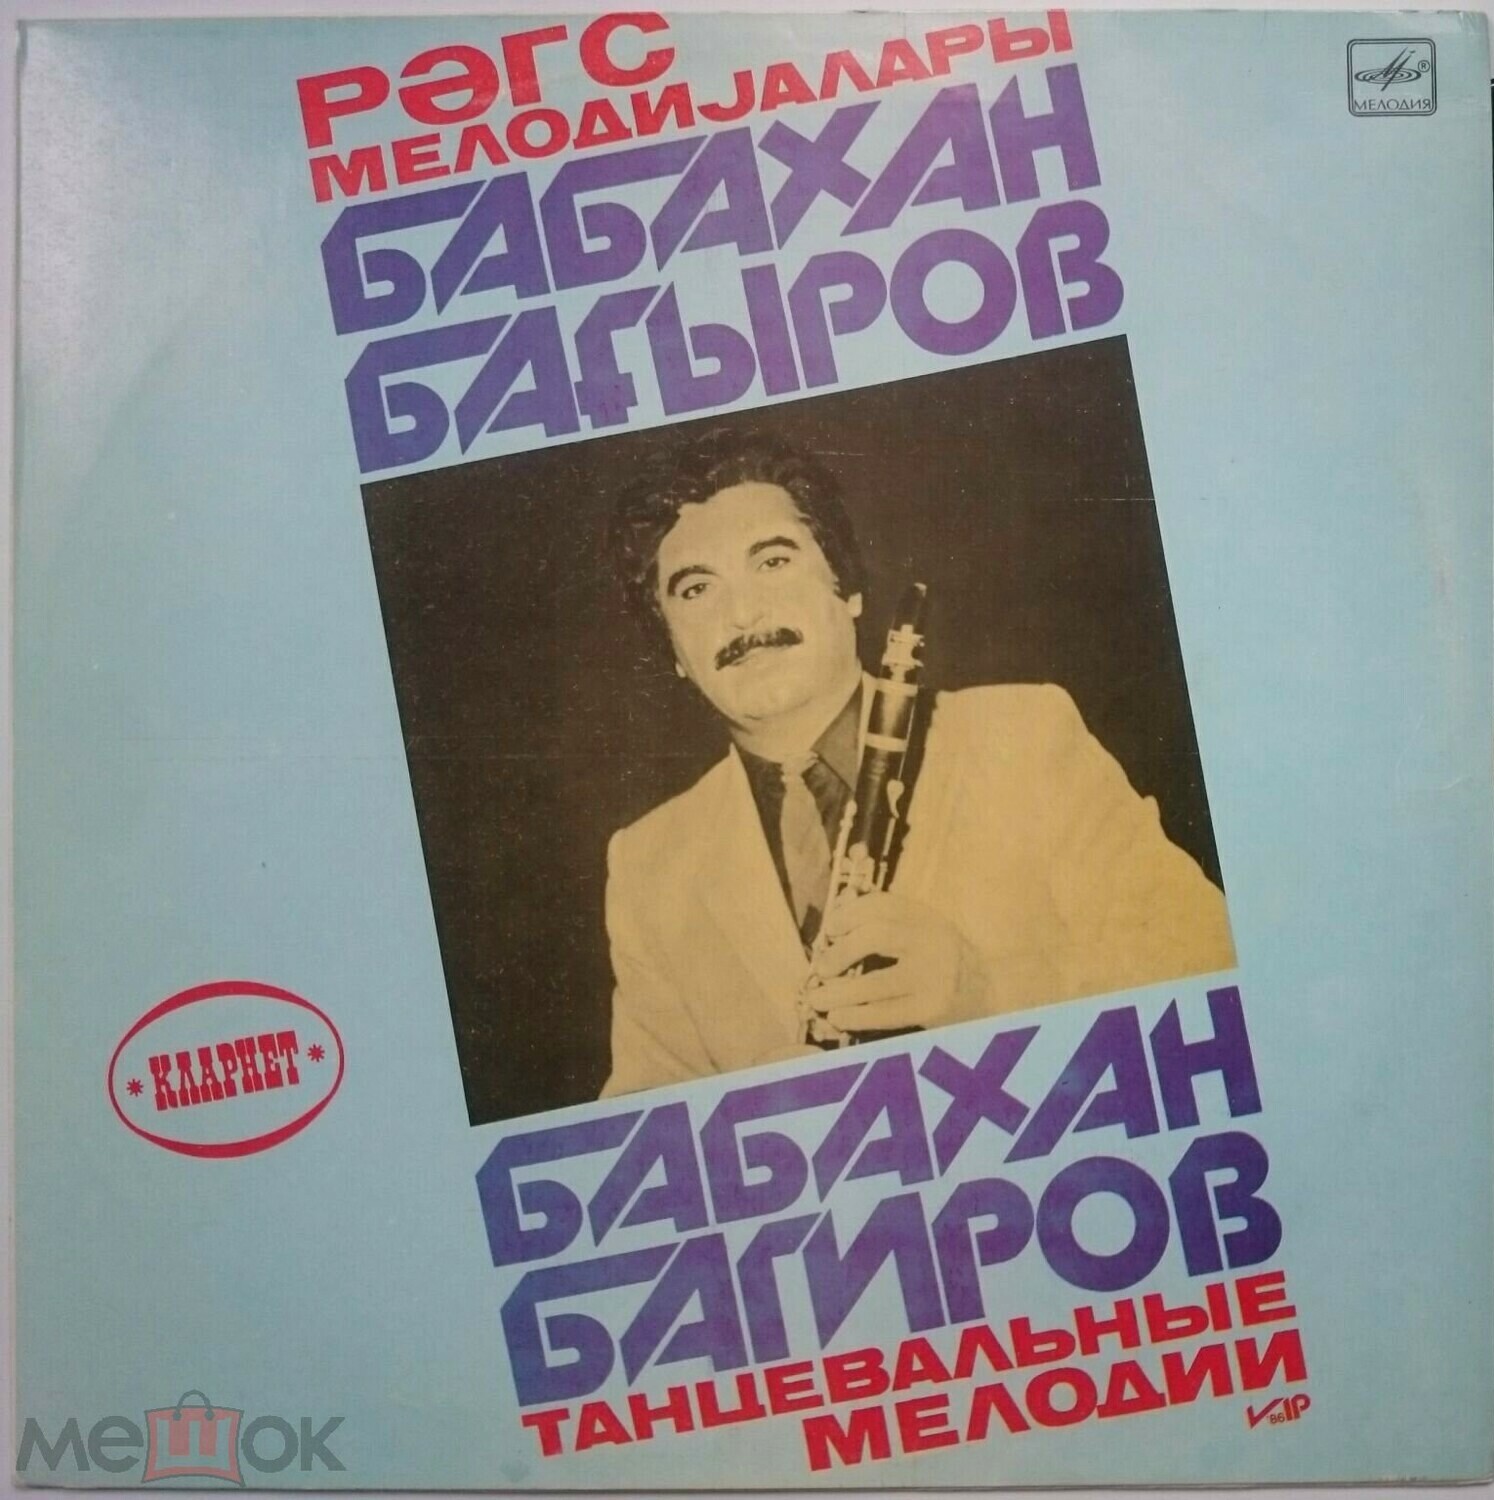 РӘГС
МЕЛОДИЈАЛАРЫ
БАБАХАН
БАҒЫРОВ
МЕЛОДИЯ
* КЛАРНЕТ *
БАБАХАН
БАГИРОВ
ТАНЦЕВАЛЬНЫЕ
МЕЛОДИИ
'86
мешок